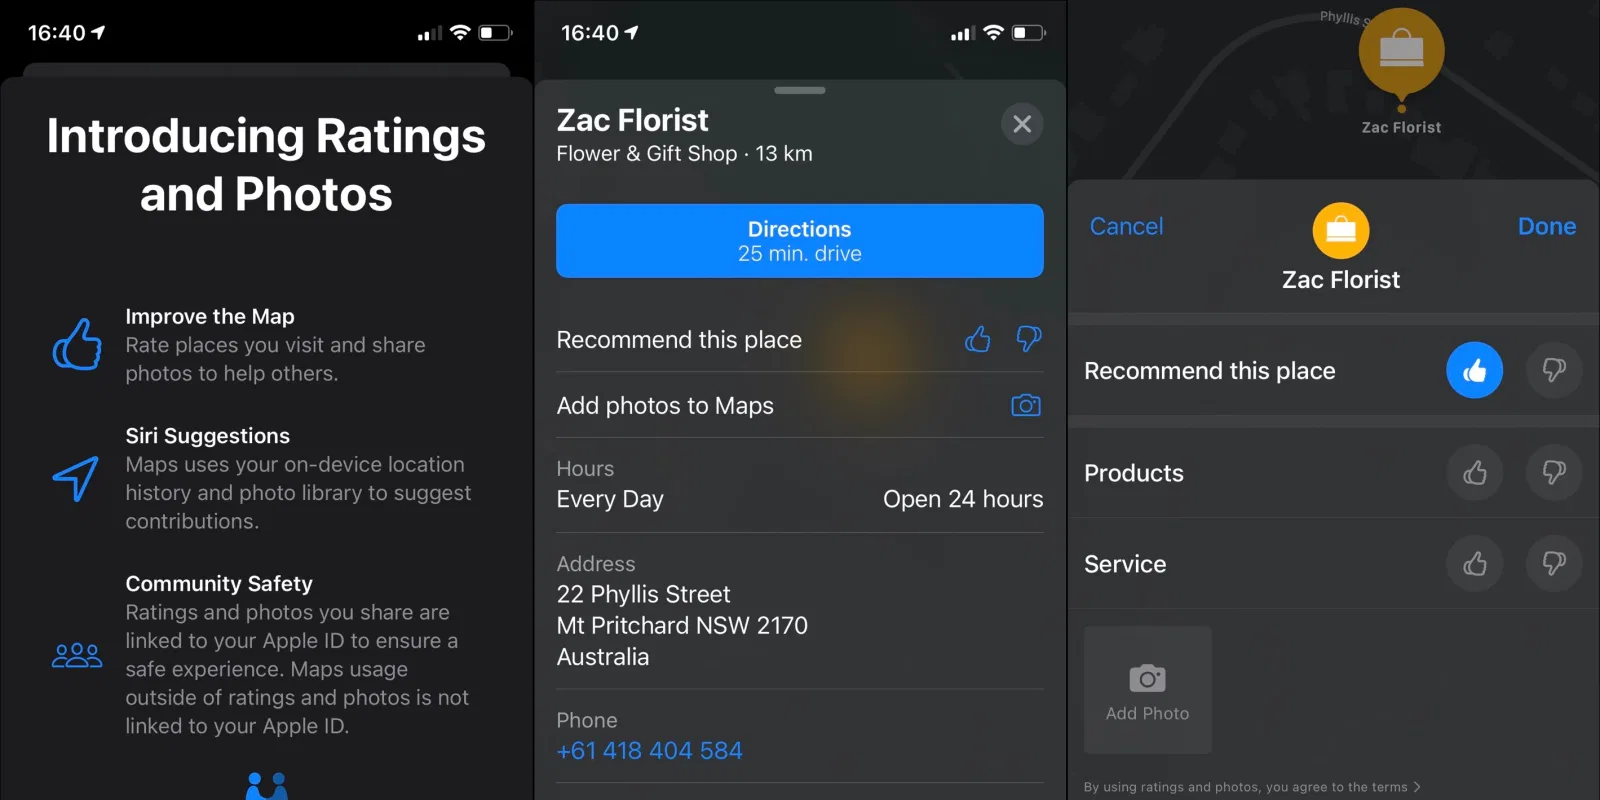 16:40
Introducing Ratings
and Photos
Improve the Map
Rate places you visit and share
photos to help others.
Siri Suggestions
Maps uses your on-device location
history and photo library to suggest
contributions.
Community Safety
Ratings and photos you share are
linked to your Apple ID to ensure a
safe experience. Maps usage
outside of ratings and photos is not
linked to your Apple ID.
16:40
Zac Florist
Flower & Gift Shop · 13 km
Directions
25 min. drive
Recommend this place
Add photos to Maps
Hours
Every Day Open 24 hours
Address
22 Phyllis Street
Mt Pritchard NSW 2170
Australia
Phone
+61 418 404 584
Phyllis S
Zac Florist
Cancel Done
Zac Florist
Recommend this place
Products
Service
Add Photo
By using ratings and photos, you agree to the terms >